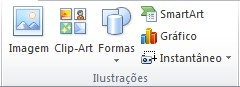 Imagem
Clip-Art
Formas
SmartArt
Gráfico
Instantâneo
Ilustrações